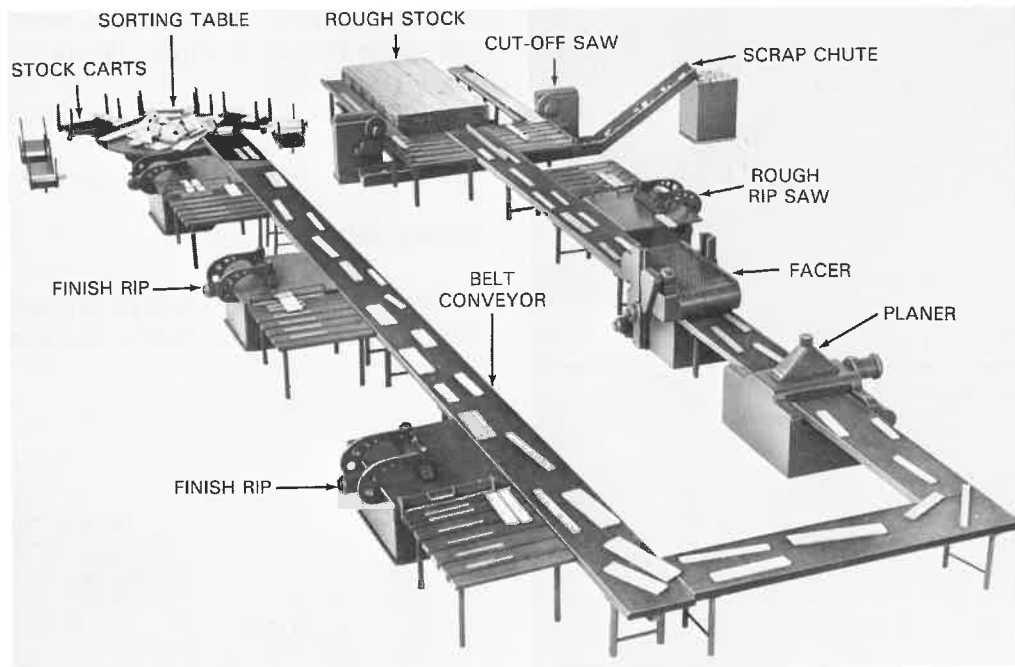 SORTING TABLE
ROUGH STOCK
CUT-OFF SAW
SCRAP CHUTE
STOCK CARTS
ROUGH
RIP SAW
FACER
BELT
CONVEYOR
FINISH RIP
PLANER
FINISH RIP